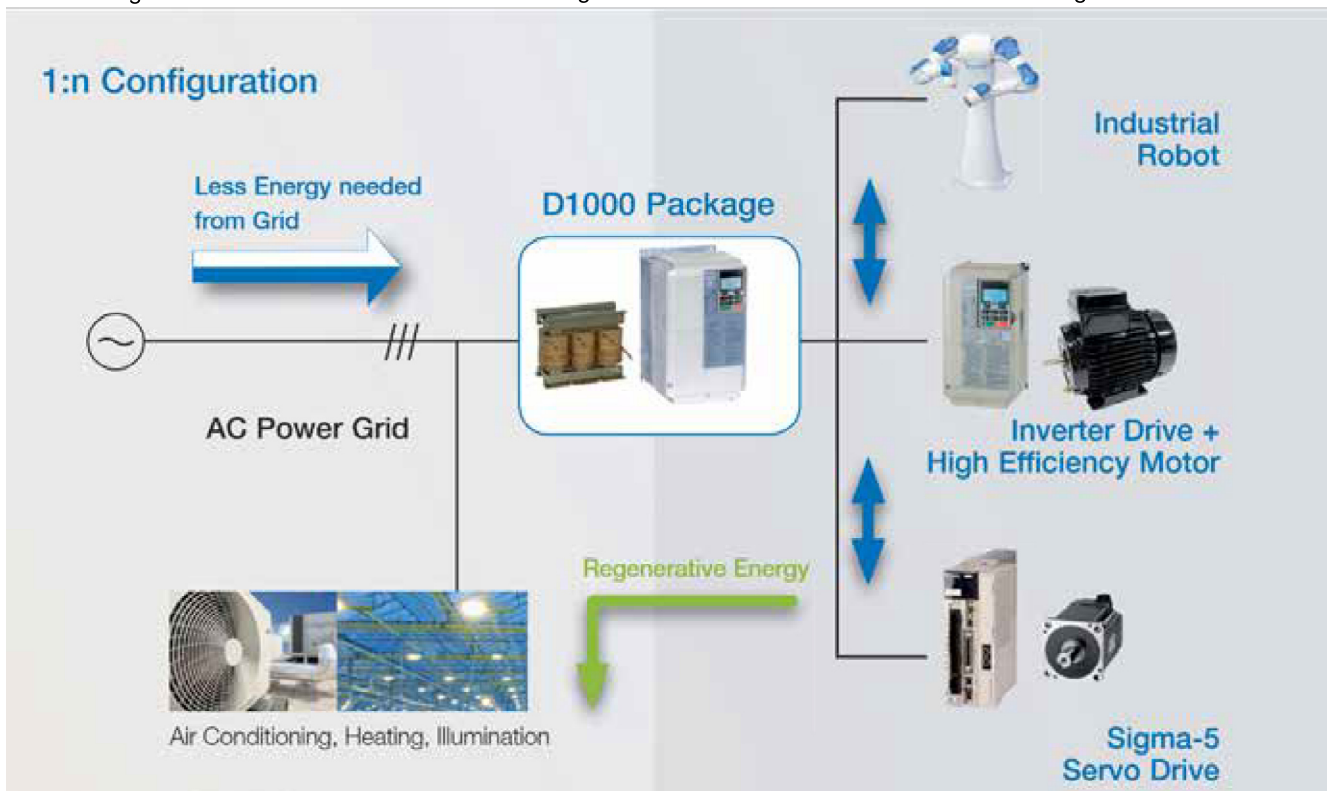 1:n Configuration
Less Energy needed
from Grid
D1000 Package
Industrial
Robot
AC Power Grid
Inverter Drive +
High Efficiency Motor
Regenerative Energy
Air Conditioning, Heating, Illumination
Sigma-5
Servo Drive